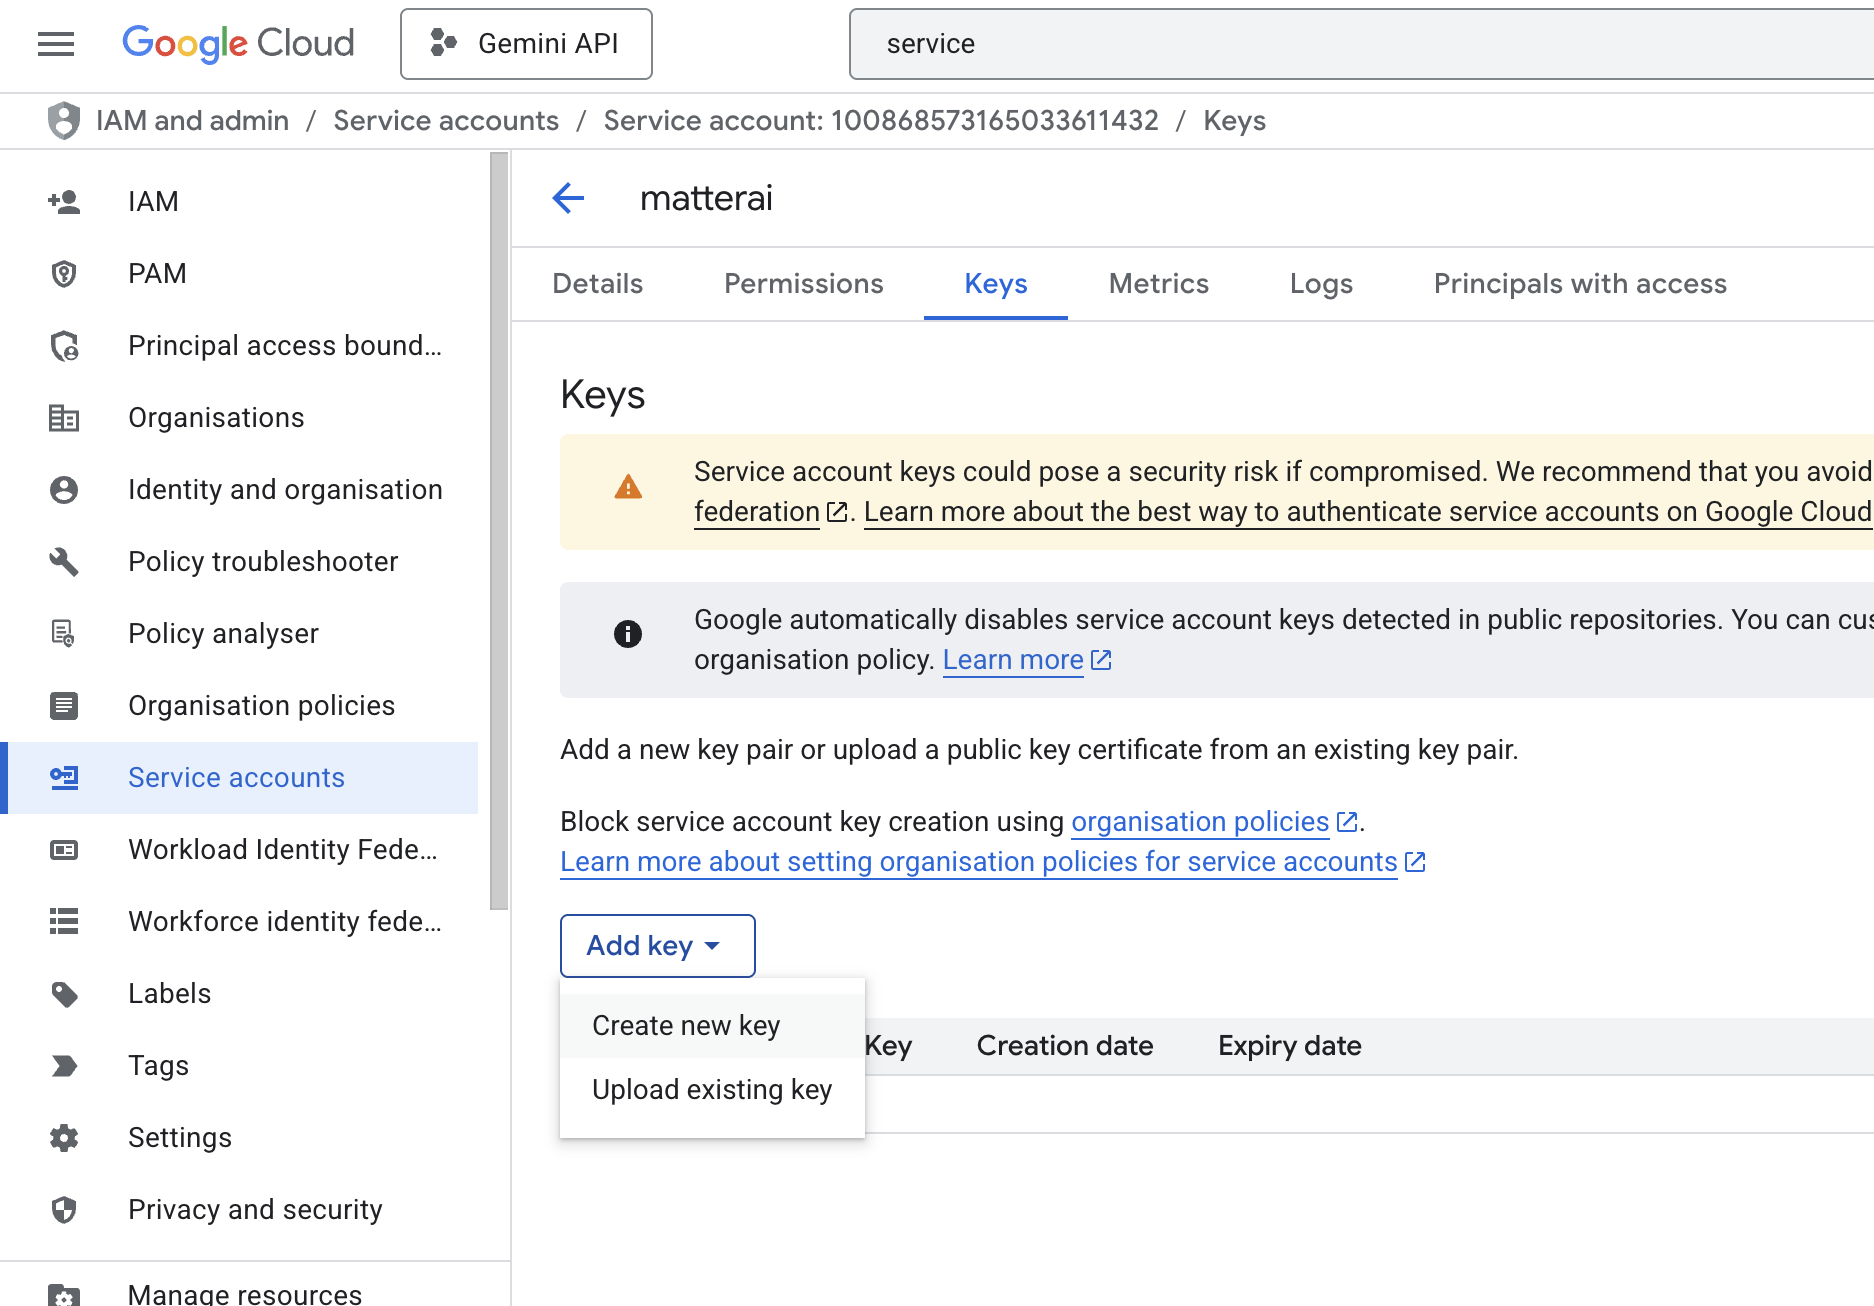 Google Cloud
Gemini API
service
IAM and admin / Service accounts / Service account: 100868573165033611432 / Keys
IAM
PAM
Principal access bound...
Organisations
Identity and organisation
Policy troubleshooter
Policy analyser
Organisation policies
Service accounts
Workload Identity Fede...
Workforce identity fede...
Labels
Tags
Settings
Privacy and security
Manage resources
matterai
Details
Permissions
Keys
Metrics
Logs
Principals with access
Keys
Service account keys could pose a security risk if compromised. We recommend that you avoid
federation. Learn more about the best way to authenticate service accounts on Google Cloud
Google automatically disables service account keys detected in public repositories. You can cus
organisation policy. Learn more
Add a new key pair or upload a public key certificate from an existing key pair.
Block service account key creation using organisation policies.
Learn more about setting organisation policies for service accounts
Add key
Create new key
Upload existing key
Key
Creation date
Expiry date